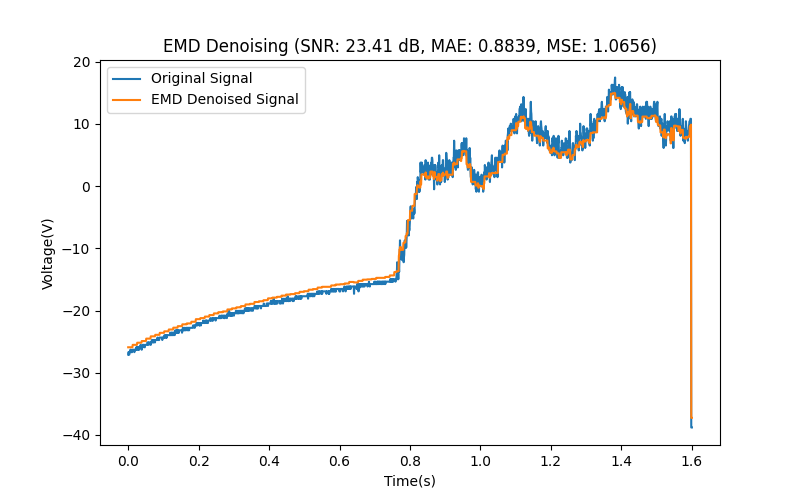 EMD Denoising (SNR: 23.41 dB, MAE: 0.8839, MSE: 1.0656)
Original Signal
EMD Denoised Signal
Voltage(V)
20
10
0
−10
−20
−30
−40
0.0 0.2 0.4 0.6 0.8 1.0 1.2 1.4 1.6
Time(s)